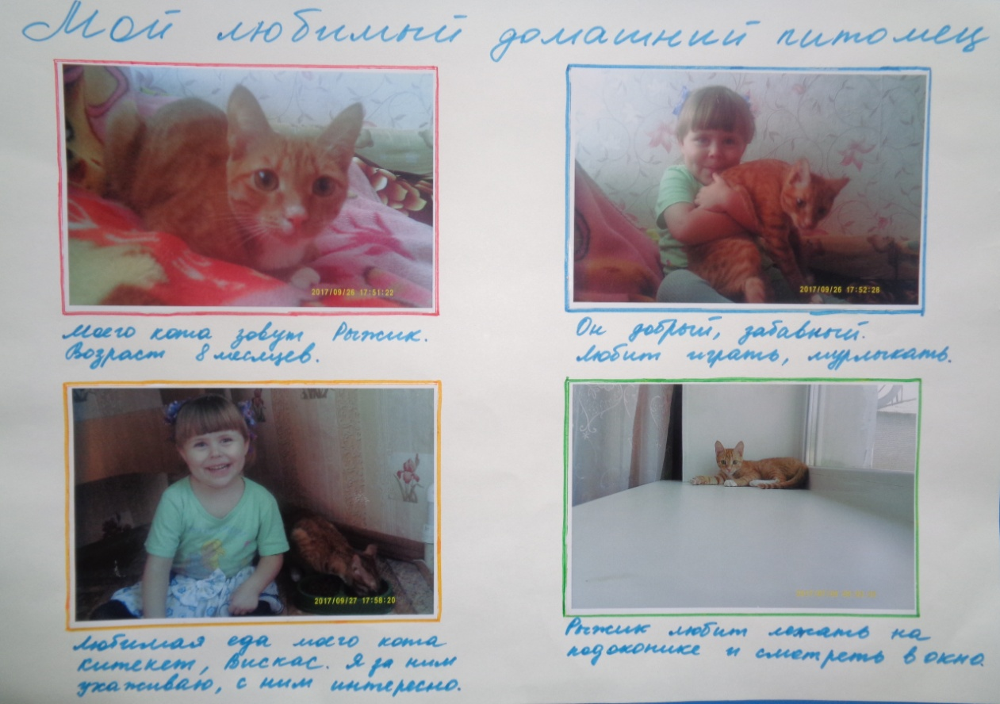 Мой любимый домашний питомец
2017/09/26 17:51:22
2017/09/26 17:52:26
Моего кота зовут Рыжик.
Возраст 8 месяцев.
Он добрый, забавный.
Любит играть, мурлыкать.
2017/09/27 17:58:20
Любимая еда моего кота
китекет, Вискас. Я за ним
ухаживаю, с ним интересно.
Рыжик любит лежать на
подоконике и смотреть в окно.